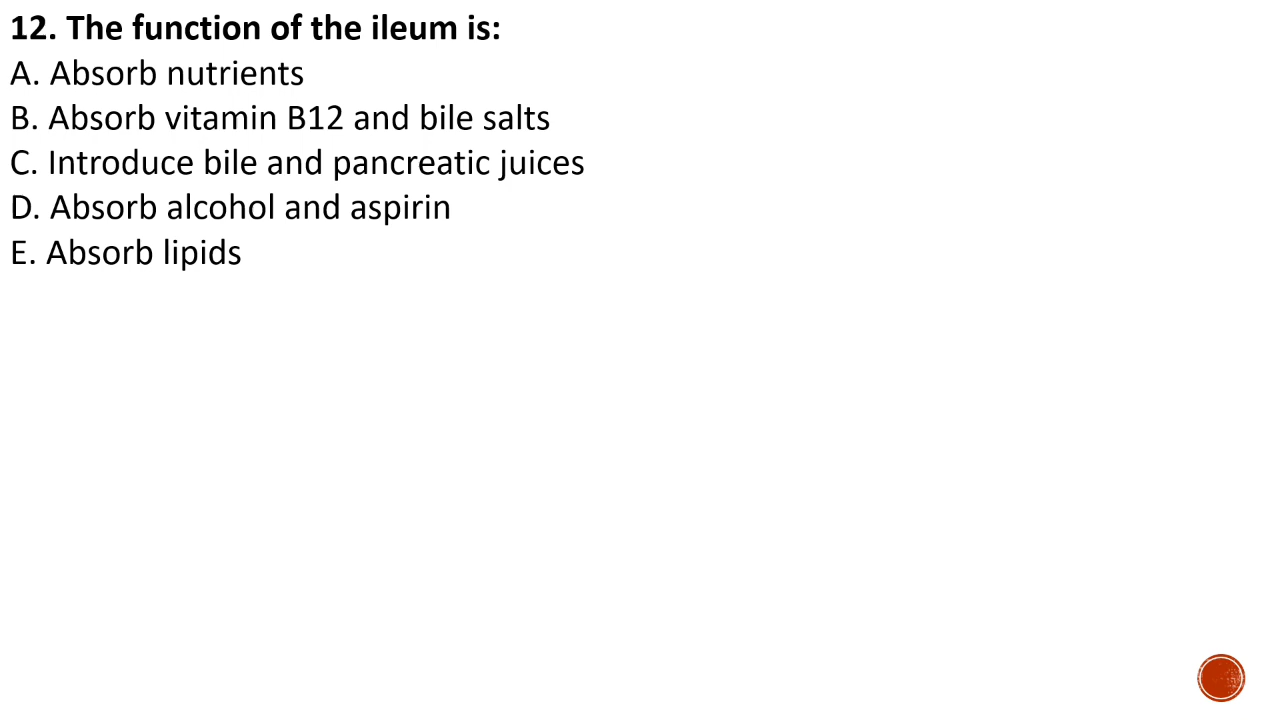 12. The function of the ileum is:
A. Absorb nutrients
B. Absorb vitamin B12 and bile salts
C. Introduce bile and pancreatic juices
D. Absorb alcohol and aspirin
E. Absorb lipids